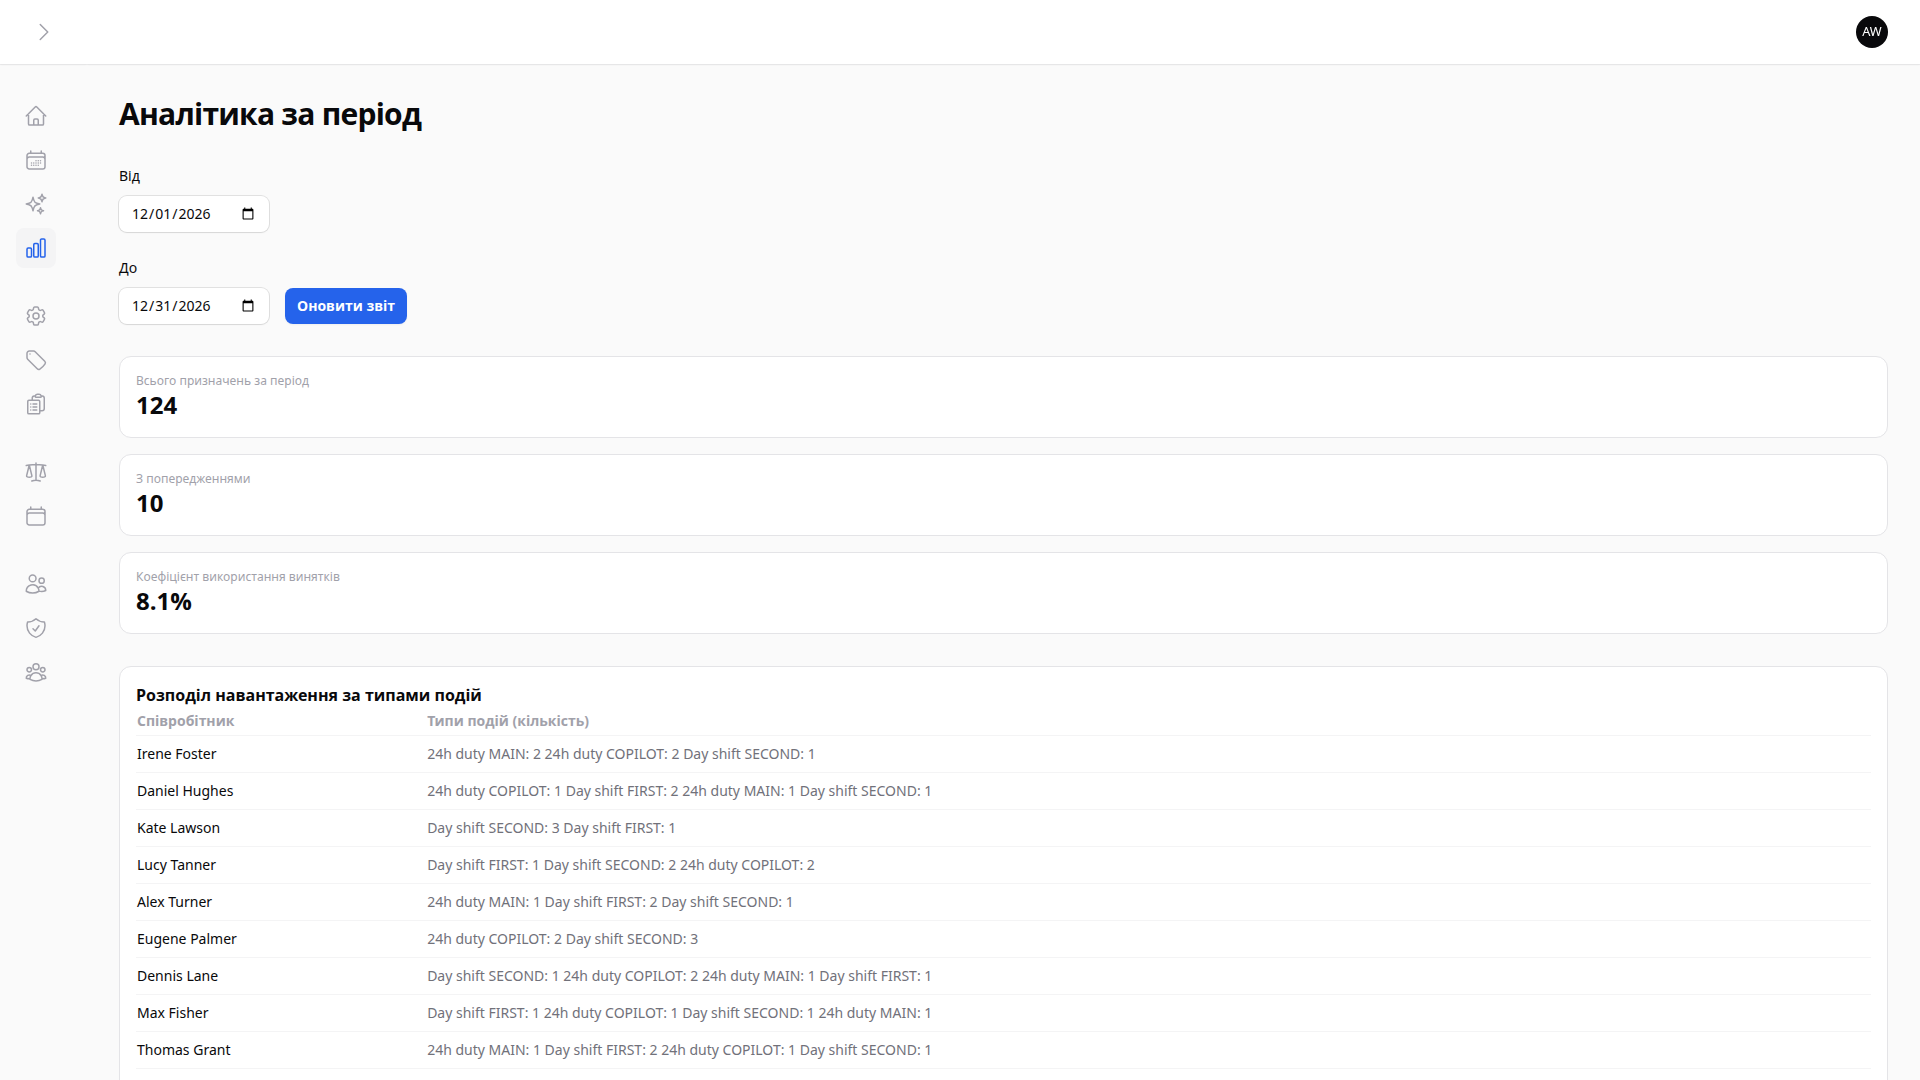 AW
Аналітика за період
Від
12/01/2026
До
12/31/2026 Оновити звіт
Всього призначень за період
124
З попередженнями
10
Коефіцієнт використання винятків
8.1%
Розподіл навантаження за типами подій
Співробітник Типи подій (кількість)
Irene Foster 24h duty MAIN: 2 24h duty COPILOT: 2 Day shift SECOND: 1
Daniel Hughes 24h duty COPILOT: 1 Day shift FIRST: 2 24h duty MAIN: 1 Day shift SECOND: 1
Kate Lawson Day shift SECOND: 3 Day shift FIRST: 1
Lucy Tanner Day shift FIRST: 1 Day shift SECOND: 2 24h duty COPILOT: 2
Alex Turner 24h duty MAIN: 1 Day shift FIRST: 2 Day shift SECOND: 1
Eugene Palmer 24h duty COPILOT: 2 Day shift SECOND: 3
Dennis Lane Day shift SECOND: 1 24h duty COPILOT: 2 24h duty MAIN: 1 Day shift FIRST: 1
Max Fisher Day shift FIRST: 1 24h duty COPILOT: 1 Day shift SECOND: 1 24h duty MAIN: 1
Thomas Grant 24h duty MAIN: 1 Day shift FIRST: 2 24h duty COPILOT: 1 Day shift SECOND: 1